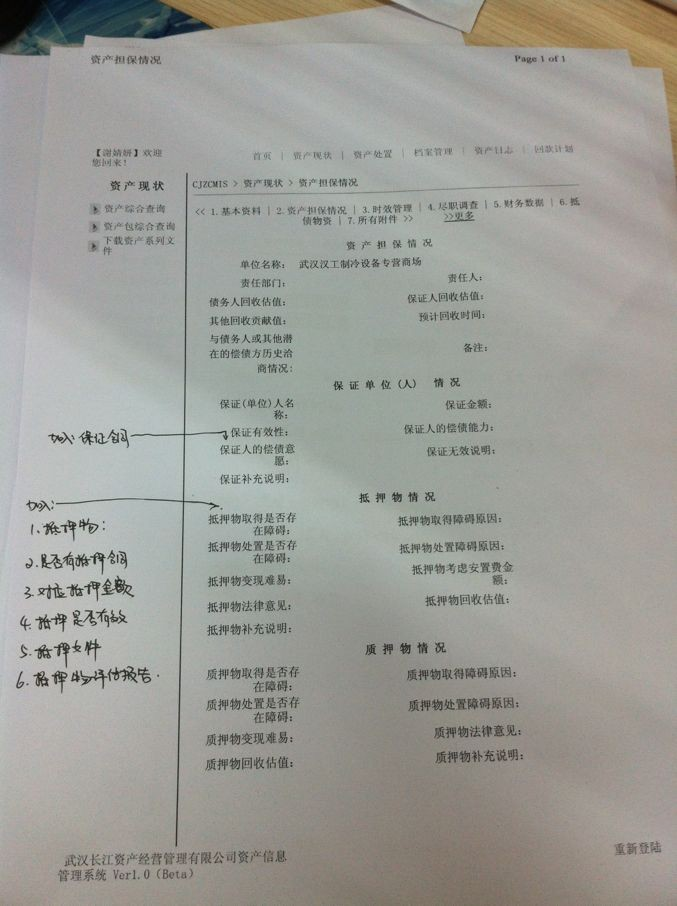 资产担保情况
Page 1 of 1
【谢婧妍】欢迎
您回来！
首页 | 资产现状 | 资产处置 | 档案管理 | 资产日志 | 回款计划
资产现状
资产综合查询
资产包综合查询
下载资产系列文
件
CJZCMIS > 资产现状 > 资产担保情况
<< 1.基本资料 | 2.资产担保情况 | 3.时效管理 | 4.尽职调查 | 5.财务数据 | 6.抵
债物资 | 7.所有附件 >> >>更多
资产担保情况
单位名称： 武汉汉工制冷设备专营商场
责任部门： 责任人：
债务人回收估值： 保证人回收估值：
其他回收贡献值： 预计回收时间：
与债务人或其他潜
在的偿债方历史洽
商情况：
备注：
保证单位(人) 情况
保证(单位)人名
称：
保证金额：
保证有效性： 保证人的偿债能力：
保证人的偿债意
愿：
保证无效说明：
保证补充说明：
加入：保证合同
抵押物情况
抵押物取得是否存
在障碍：
抵押物取得障碍原因：
抵押物处置是否存
在障碍：
抵押物处置障碍原因：
抵押物变现难易：
抵押物考虑安置费金
额：
抵押物法律意见： 抵押物回收估值：
抵押物补充说明：
加入：
1.抵押物：
2.是否有抵押合同
3.对应抵押金额
4.抵押是否有效
5.抵押文件
6.抵押物评估报告.
质押物情况
质押物取得是否存
在障碍：
质押物取得障碍原因：
质押物处置是否存
在障碍：
质押物处置障碍原因：
质押物变现难易： 质押物法律意见：
质押物回收估值： 质押物补充说明：
武汉长江资产经营管理有限公司资产信息
管理系统 Ver1.0（Beta）
重新登陆